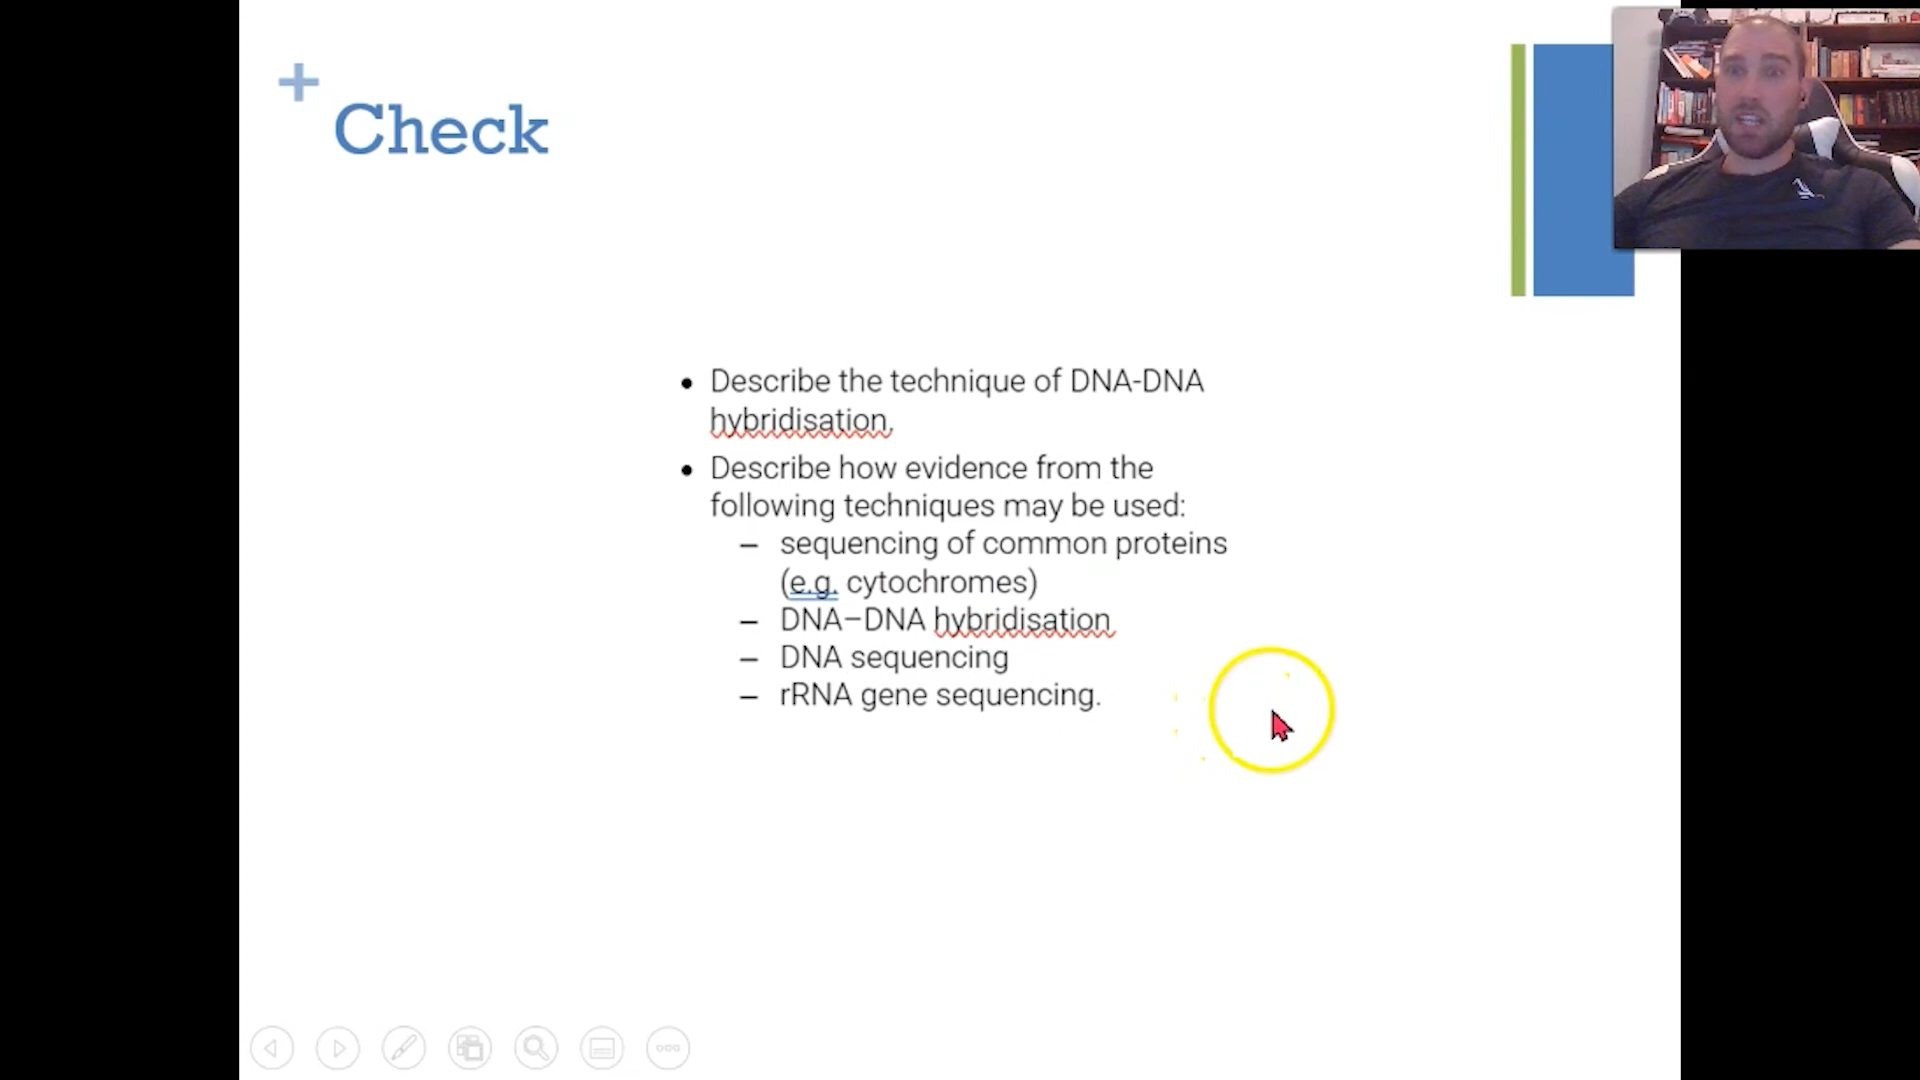 +
Check
• Describe the technique of DNA-DNA
hybridisation.
• Describe how evidence from the
following techniques may be used:
– sequencing of common proteins
(e.g. cytochromes)
– DNA–DNA hybridisation
– DNA sequencing
– rRNA gene sequencing.